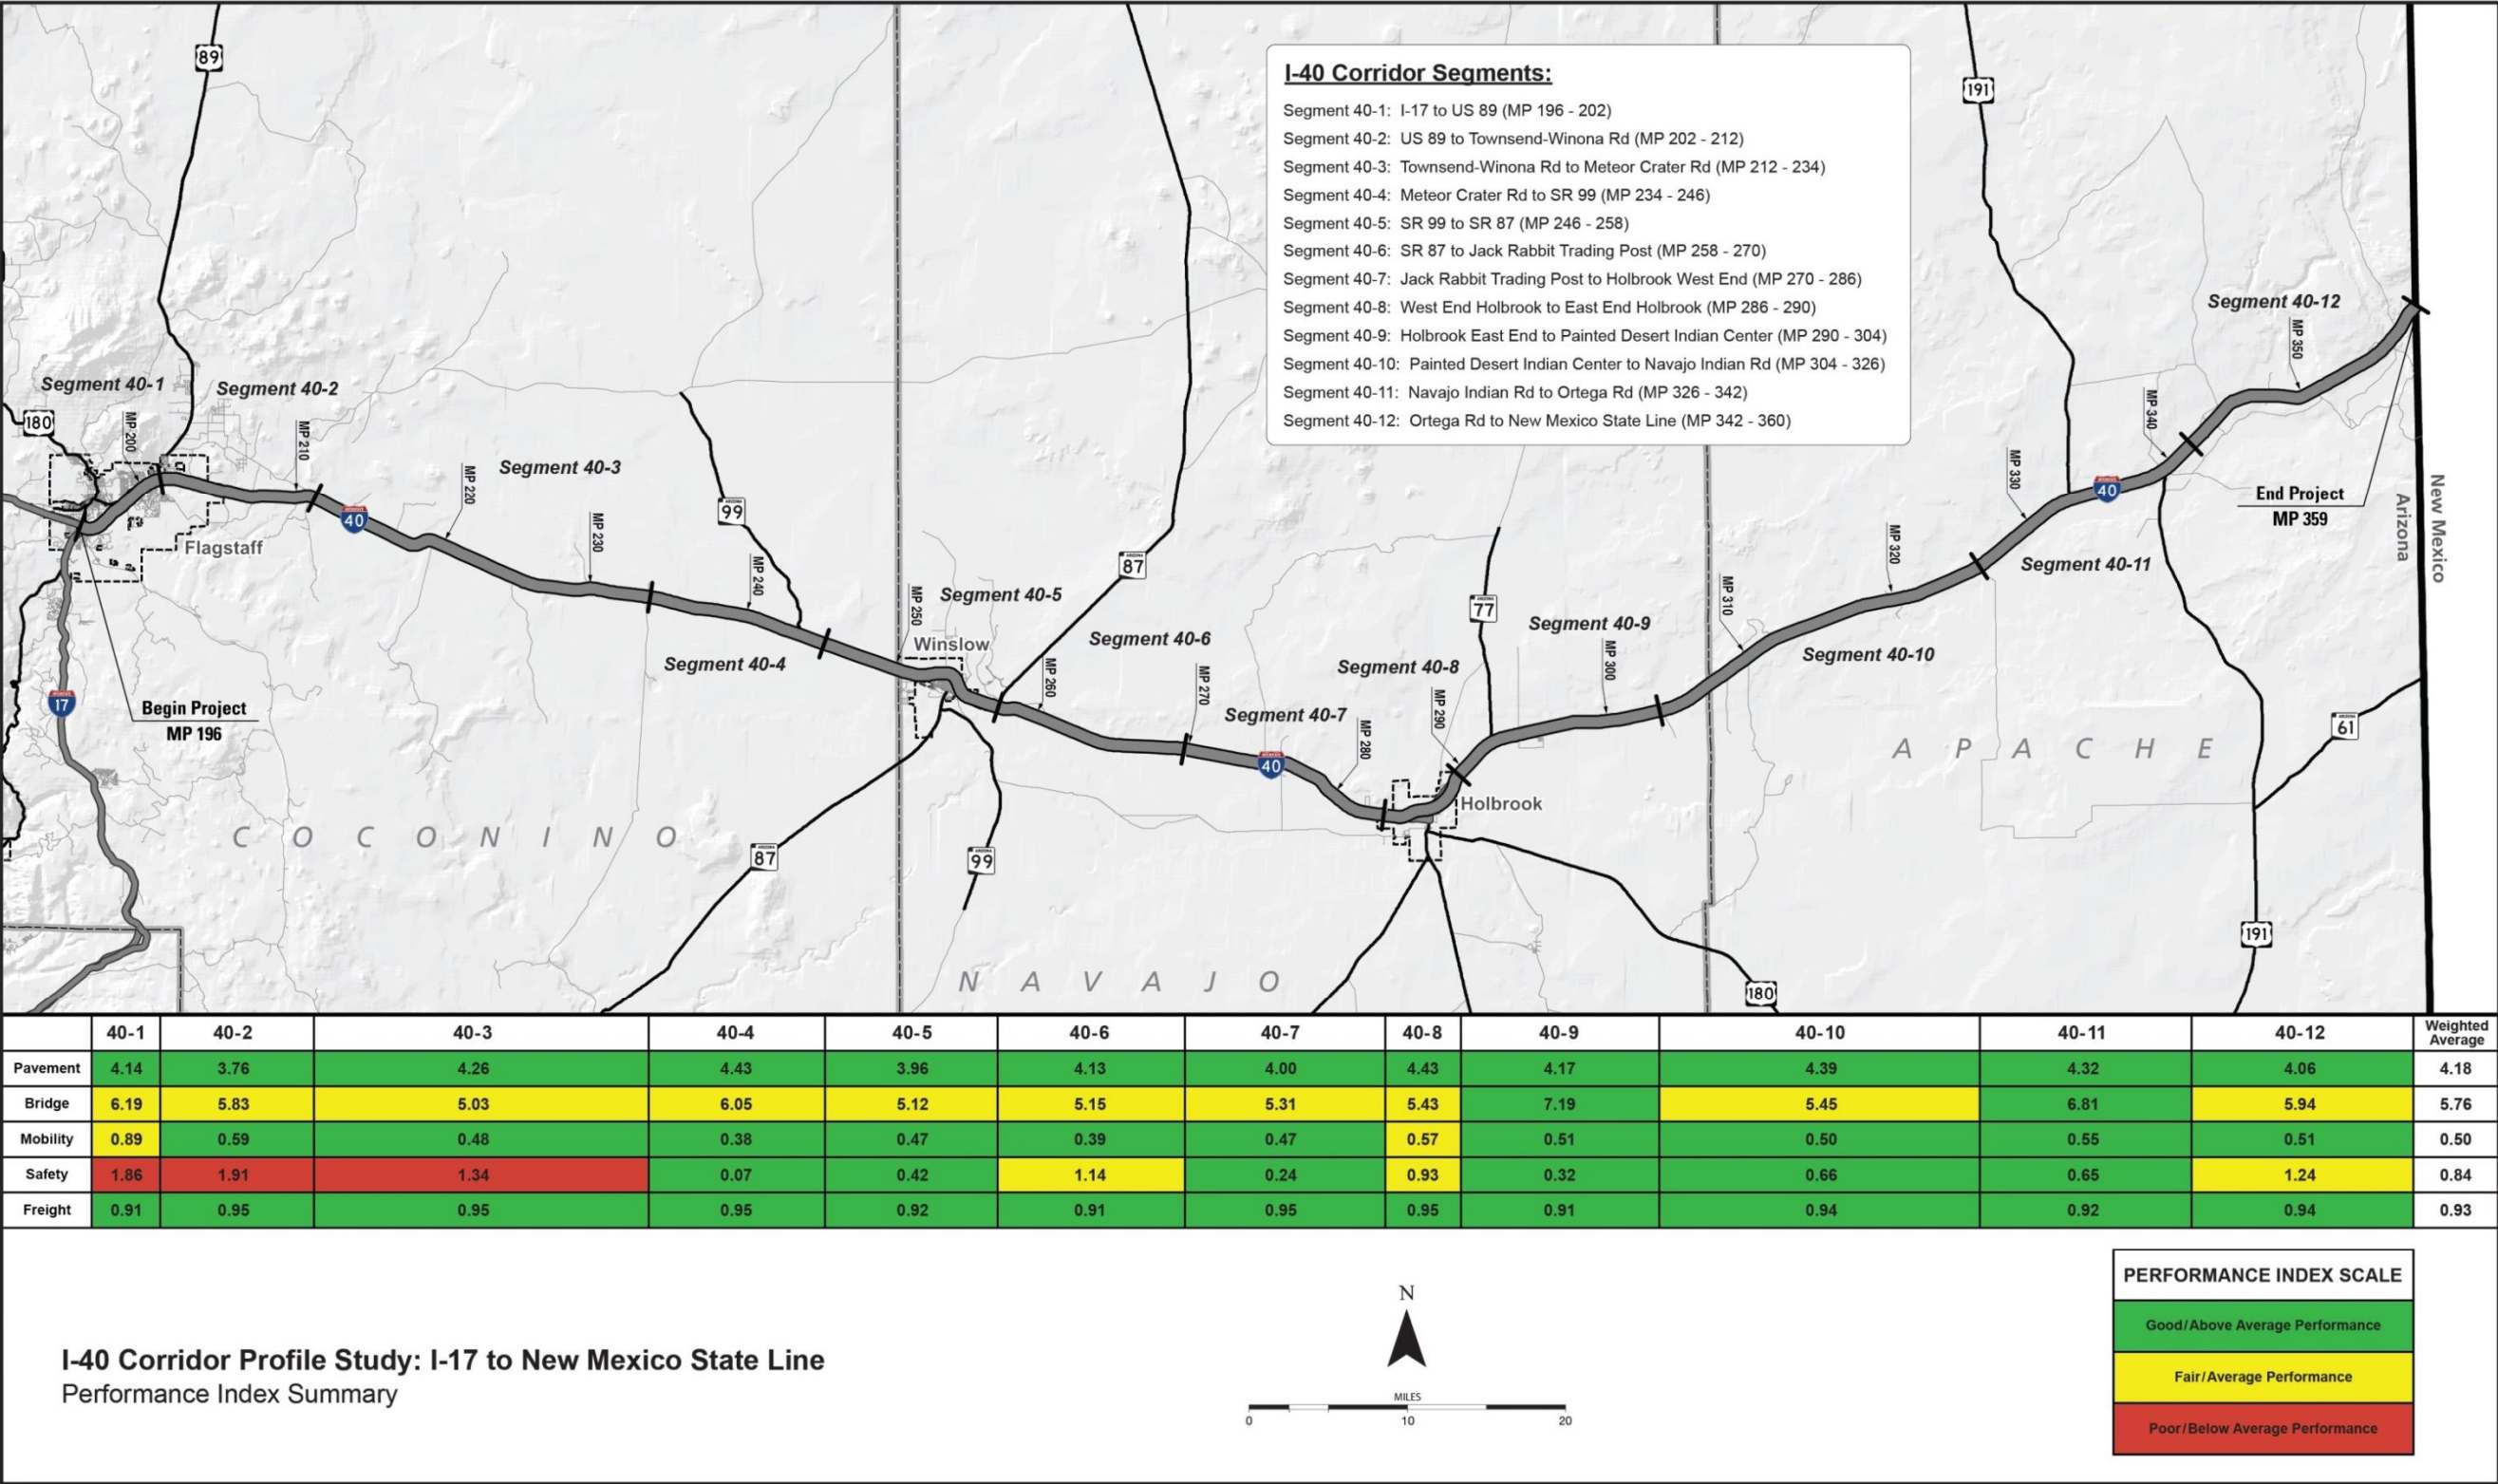 89
I-40 Corridor Segments:
Segment 40-1: I-17 to US 89 (MP 196 - 202)
Segment 40-2: US 89 to Townsend-Winona Rd (MP 202 - 212)
Segment 40-3: Townsend-Winona Rd to Meteor Crater Rd (MP 212 - 234)
Segment 40-4: Meteor Crater Rd to SR 99 (MP 234 - 246)
Segment 40-5: SR 99 to SR 87 (MP 246 - 258)
Segment 40-6: SR 87 to Jack Rabbit Trading Post (MP 258 - 270)
Segment 40-7: Jack Rabbit Trading Post to Holbrook West End (MP 270 - 286)
Segment 40-8: West End Holbrook to East End Holbrook (MP 286 - 290)
Segment 40-9: Holbrook East End to Painted Desert Indian Center (MP 290 - 304)
Segment 40-10: Painted Desert Indian Center to Navajo Indian Rd (MP 304 - 326)
Segment 40-11: Navajo Indian Rd to Ortega Rd (MP 326 - 342)
Segment 40-12: Ortega Rd to New Mexico State Line (MP 342 - 360)
191
Segment 40-12
MP 350
Segment 40-1
Segment 40-2
180
MP 200
MP 210
MP 340
Segment 40-3
MP 220
MP 330
40
End Project
MP 359
Arizona
New Mexico
40
99
MP 230
Flagstaff
MP 240
87
MP 320
Segment 40-11
Segment 40-5
MP 250
77
MP 310
Winslow
Segment 40-6
Segment 40-9
Segment 40-4
MP 260
MP 270
Segment 40-8
MP 300
Segment 40-10
17
Begin Project
MP 196
Segment 40-7
MP 280
MP 290
61
APACHE
40
Holbrook
COCONINO
87
99
191
NAVAJO
180
40-1 40-2 40-3 40-4 40-5 40-6 40-7 40-8 40-9 40-10 40-11 40-12 Weighted Average
Pavement 4.14 3.76 4.26 4.43 3.96 4.13 4.00 4.43 4.17 4.39 4.32 4.06 4.18
Bridge 6.19 5.83 5.03 6.05 5.12 5.15 5.31 5.43 7.19 5.45 6.81 5.94 5.76
Mobility 0.89 0.59 0.48 0.38 0.47 0.39 0.47 0.57 0.51 0.50 0.55 0.51 0.50
Safety 1.86 1.91 1.34 0.07 0.42 1.14 0.24 0.93 0.32 0.66 0.65 1.24 0.84
Freight 0.91 0.95 0.95 0.95 0.92 0.91 0.95 0.95 0.91 0.94 0.92 0.94 0.93
I-40 Corridor Profile Study: I-17 to New Mexico State Line
Performance Index Summary
N
MILES
0 10 20
PERFORMANCE INDEX SCALE
Good/Above Average Performance
Fair/Average Performance
Poor/Below Average Performance